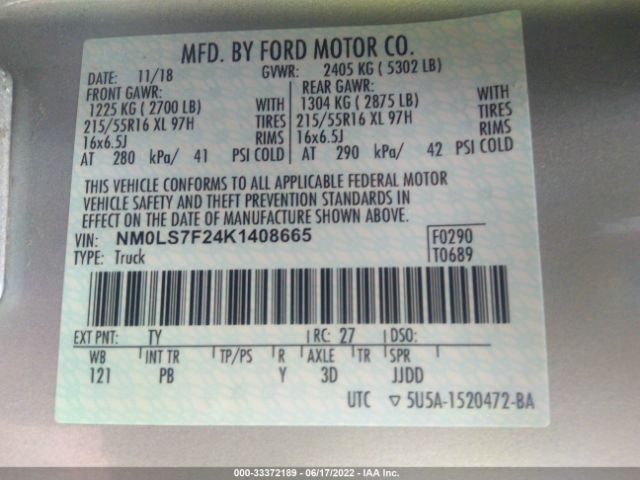 MFD. BY FORD MOTOR CO.
DATE: 11/18 GVWR: 2405 KG ( 5302 LB)
FRONT GAWR: REAR GAWR:
1225 KG ( 2700 LB) WITH 1304 KG ( 2875 LB) WITH
215/55R16 XL 97H TIRES 215/55R16 XL 97H TIRES
16x6.5J RIMS 16x6.5J RIMS
AT 280 kPa/ 41 PSI COLD AT 290 kPa/ 42 PSI COLD
THIS VEHICLE CONFORMS TO ALL APPLICABLE FEDERAL MOTOR
VEHICLE SAFETY AND THEFT PREVENTION STANDARDS IN
EFFECT ON THE DATE OF MANUFACTURE SHOWN ABOVE.
VIN: NM0LS7F24K1408665 F0290
TYPE: Truck T0689
EXT PNT: TY RC: 27 DSO:
WB INT TR TP/PS R AXLE TR SPR
121 PB Y 3D JJDD
UTC ▽ 5U5A-1520472-BA
000-33372189 - 06/17/2022 - IAA Inc.